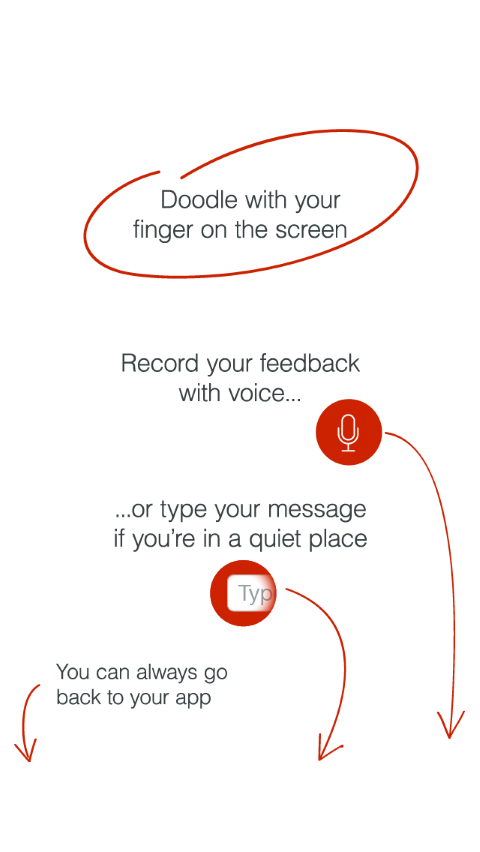 Doodle with your
finger on the screen
Record your feedback
with voice...
...or type your message
if you're in a quiet place
Typ
You can always go
back to your app